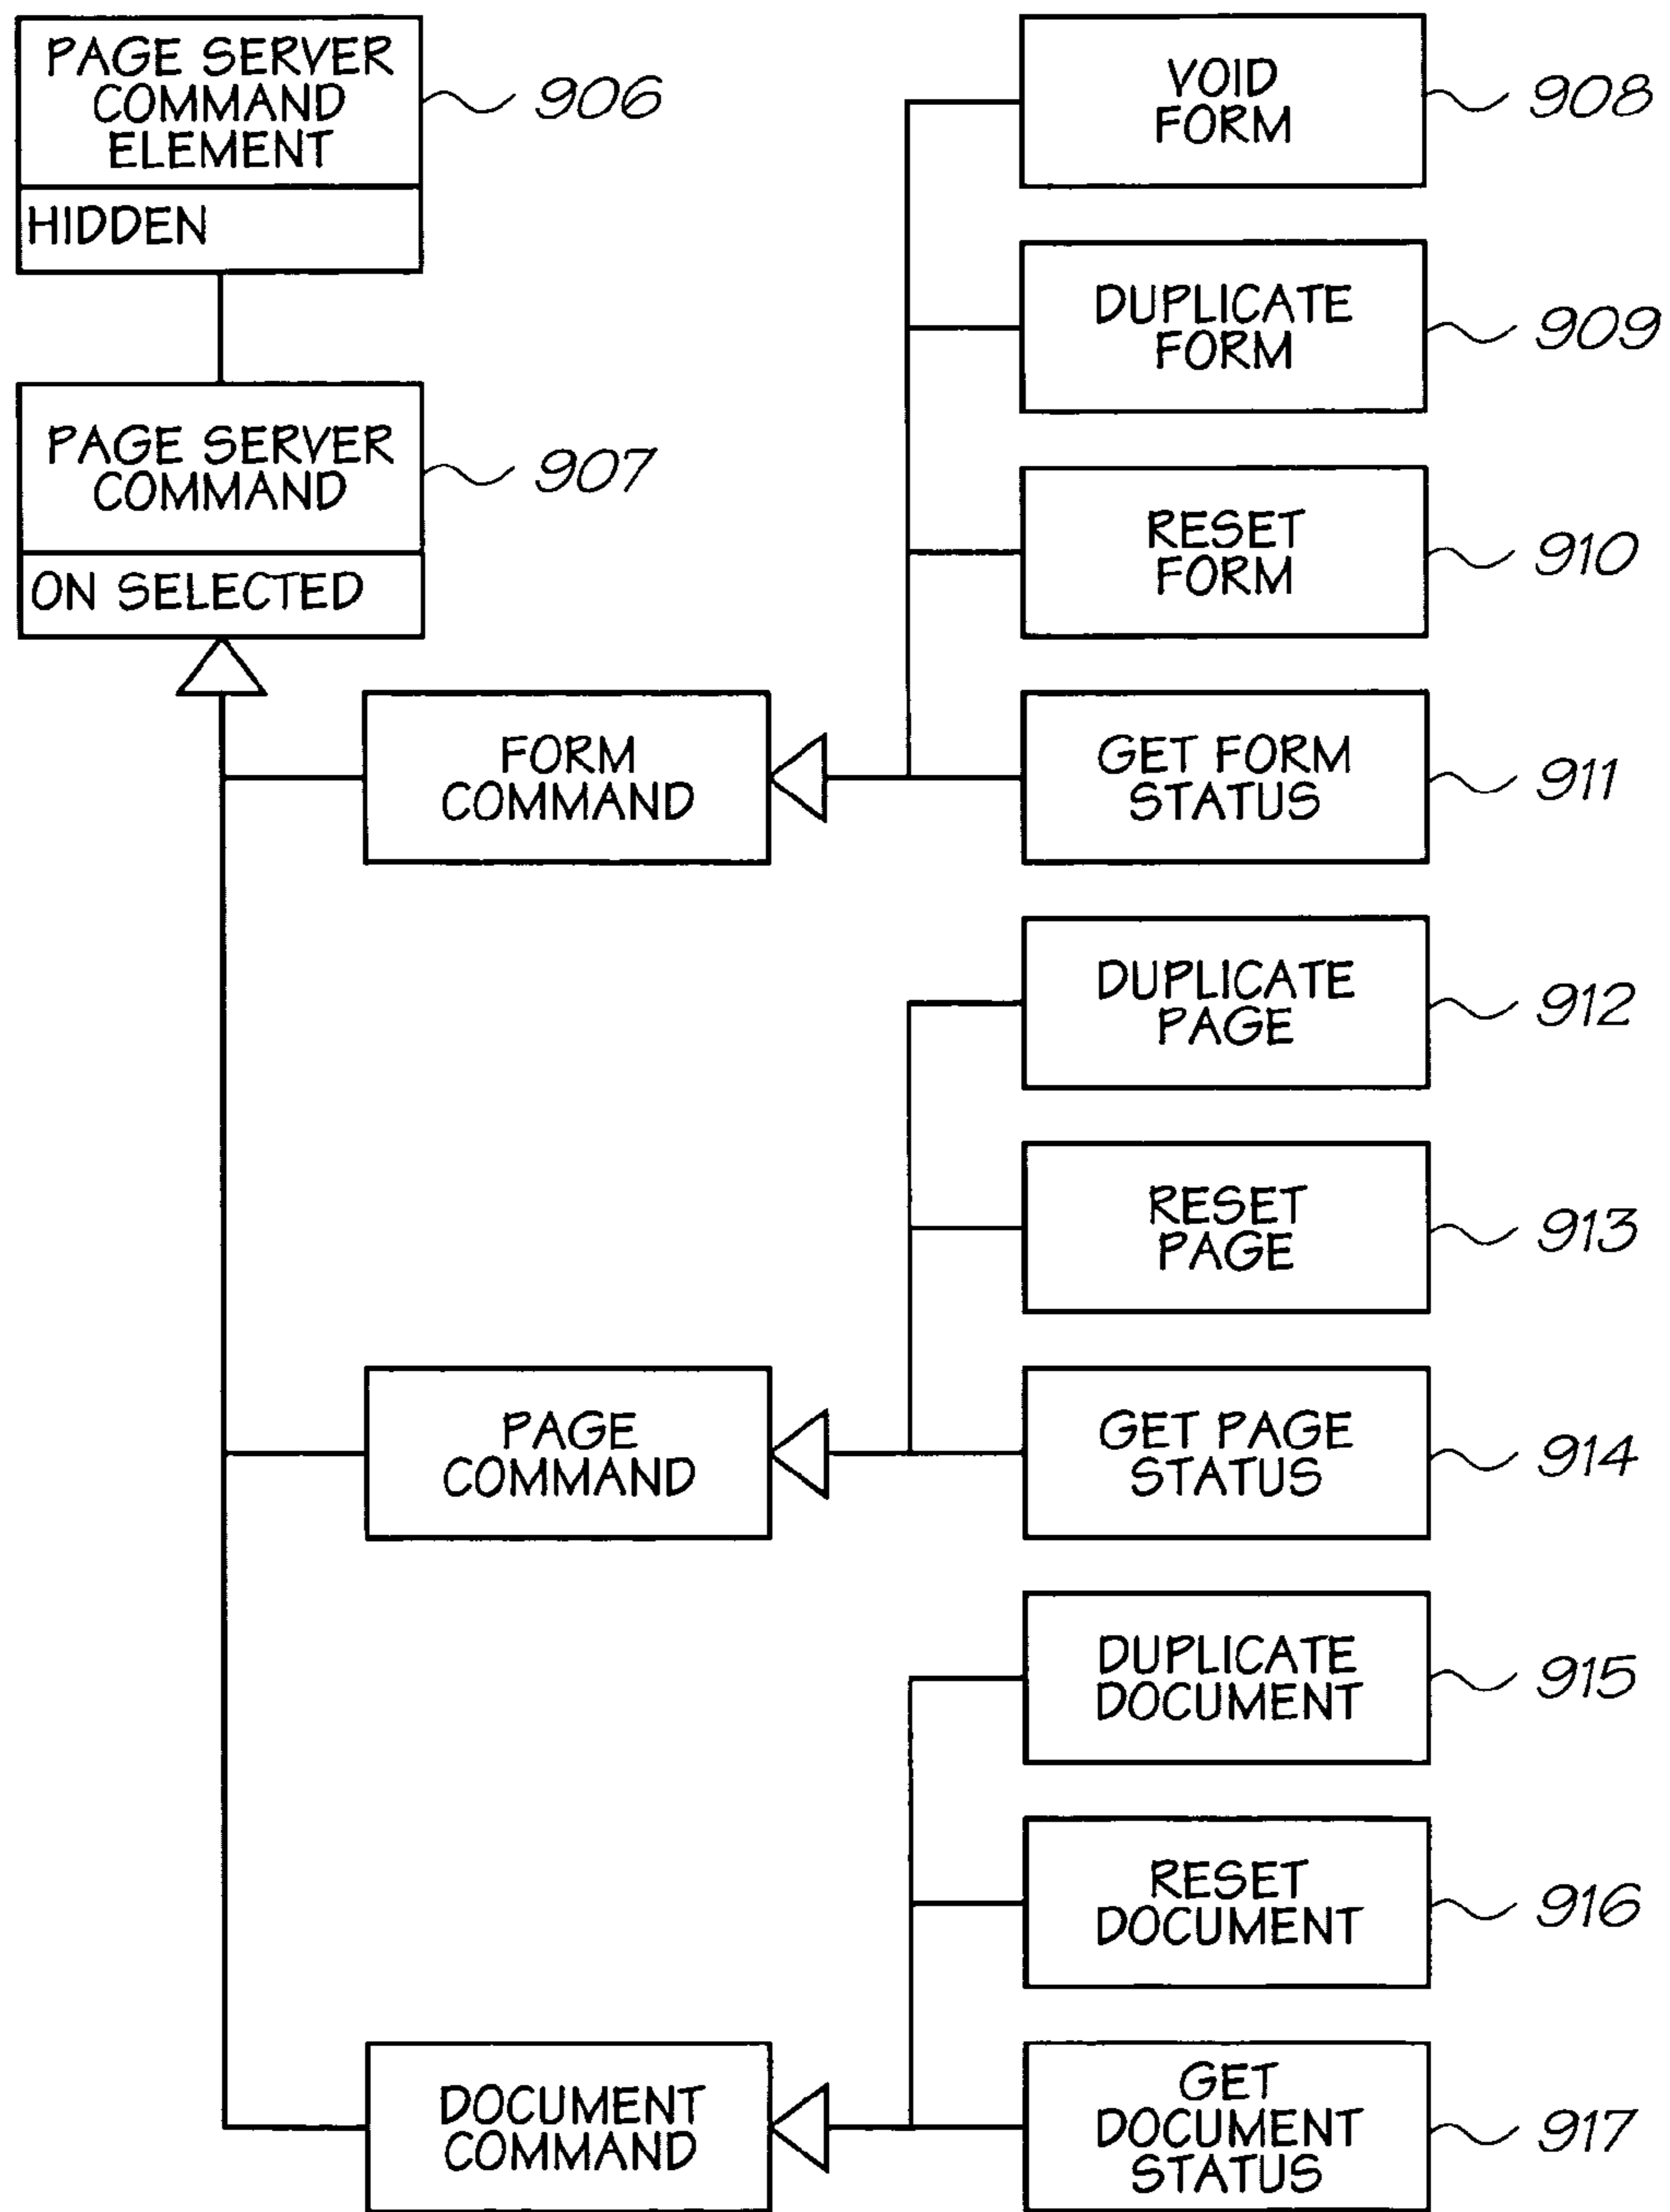 PAGE SERVER
COMMAND
ELEMENT
906
HIDDEN
PAGE SERVER
COMMAND
907
ON SELECTED
FORM
COMMAND
VOID
FORM
908
DUPLICATE
FORM
909
RESET
FORM
910
GET FORM
STATUS
911
PAGE
COMMAND
DUPLICATE
PAGE
912
RESET
PAGE
913
GET PAGE
STATUS
914
DOCUMENT
COMMAND
DUPLICATE
DOCUMENT
915
RESET
DOCUMENT
916
GET
DOCUMENT
STATUS
917